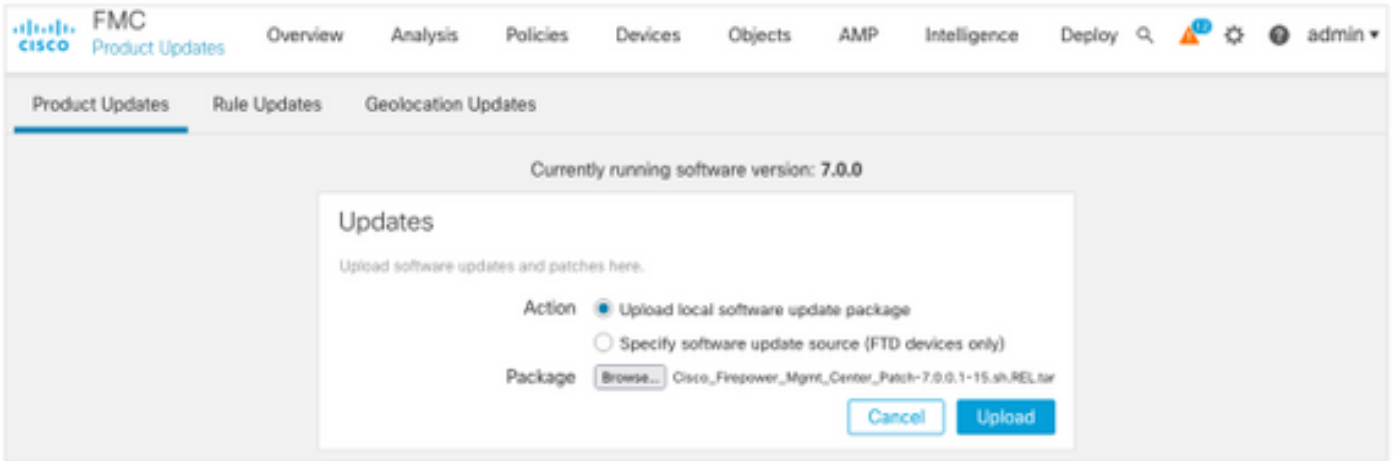 CISCO
FMC
Product Updates
Overview Analysis Policies Devices Objects AMP Intelligence Deploy 12 admin
Product Updates Rule Updates Geolocation Updates
Currently running software version: 7.0.0
Updates
Upload software updates and patches here.
Action Upload local software update package
Specify software update source (FTD devices only)
Package Browse... Cisco_Firepower_Mgmt_Center_Patch-7.0.0.1-15.sh.REL.tar
Cancel Upload